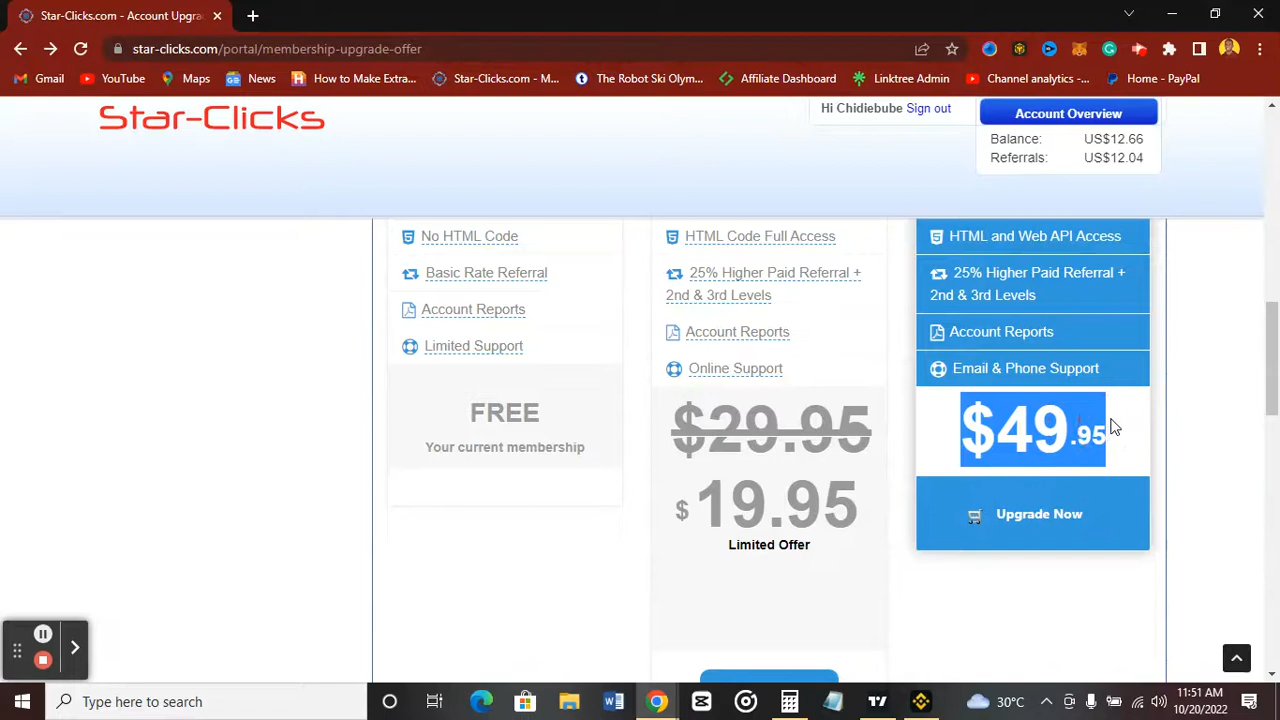 Star-Clicks.com - Account Upgra
star-clicks.com/portal/membership-upgrade-offer
Gmail
YouTube
Maps
News
How to Make Extra...
Star-Clicks.com - M...
The Robot Ski Olym...
Affiliate Dashboard
Linktree Admin
Channel analytics -...
Home - PayPal
Star-Clicks
Hi Chidiebube Sign out
Account Overview
Balance: US$12.66
Referrals: US$12.04
No HTML Code
Basic Rate Referral
Account Reports
Limited Support
FREE
Your current membership
HTML Code Full Access
25% Higher Paid Referral +
2nd & 3rd Levels
Account Reports
Online Support
$29.95
$19.95
Limited Offer
HTML and Web API Access
25% Higher Paid Referral +
2nd & 3rd Levels
Account Reports
Email & Phone Support
$49.95
Upgrade Now
Type here to search
30°C
11:51 AM
10/20/2022